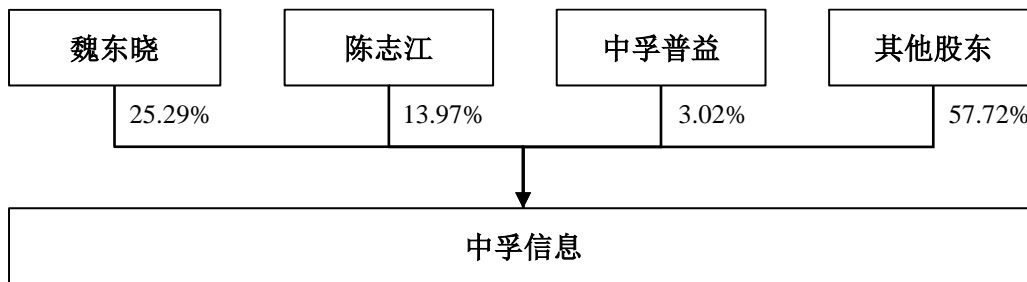 魏东晓
陈志江
中孚普益
其他股东
25.29%
13.97%
3.02%
57.72%
中孚信息